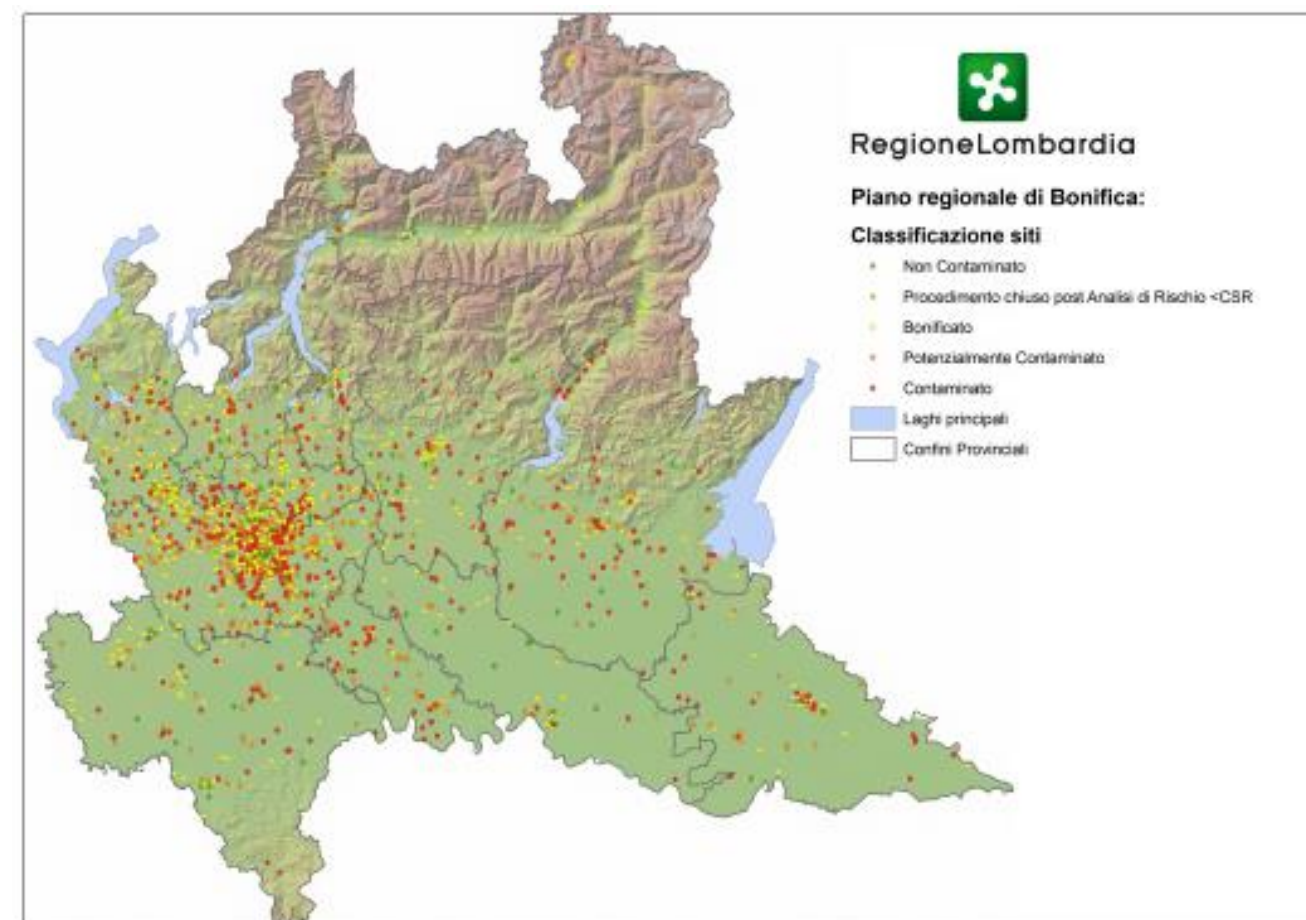 RegioneLombardia
Piano regionale di Bonifica:
Classificazione siti
Non Contaminato
Procedimento chiuso post Analisi di Rischio <CSR
Bonificato
Potenzialmente Contaminato
Contaminato
Laghi principali
Confini Provinciali